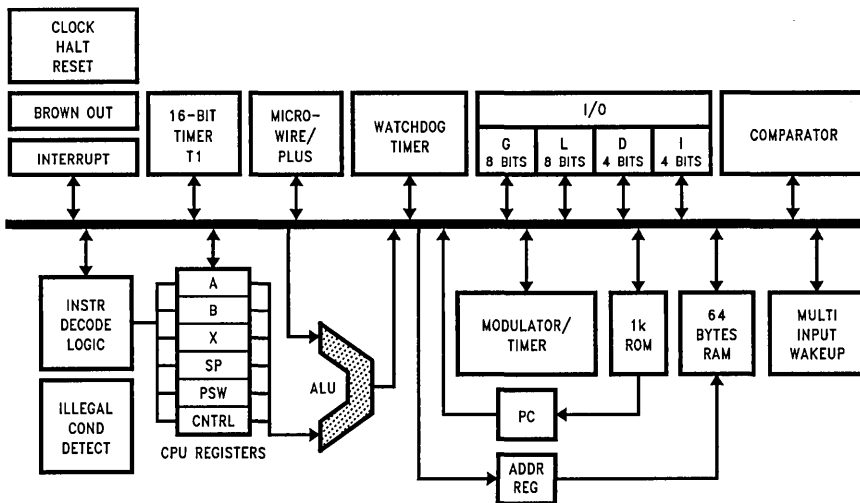 CLOCK
HALT
RESET
BROWN OUT
INTERRUPT
16-BIT
TIMER
T1
MICRO-
WIRE/
PLUS
WATCHDOG
TIMER
I/O
G
8 BITS
L
8 BITS
D
4 BITS
I
4 BITS
COMPARATOR
INSTR
DECODE
LOGIC
ILLEGAL
COND
DETECT
A
B
X
SP
PSW
CNTRL
CPU REGISTERS
ALU
MODULATOR/
TIMER
1k
ROM
64
BYTES
RAM
MULTI
INPUT
WAKEUP
PC
ADDR
REG